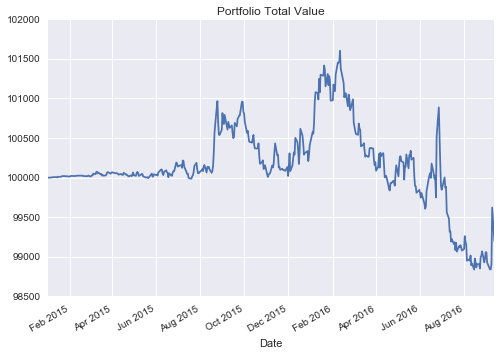 Portfolio Total Value
102000
101500
101000
100500
100000
99500
99000
98500
Feb 2015
Apr 2015
Jun 2015
Aug 2015
Oct 2015
Dec 2015
Feb 2016
Apr 2016
Jun 2016
Aug 2016
Date